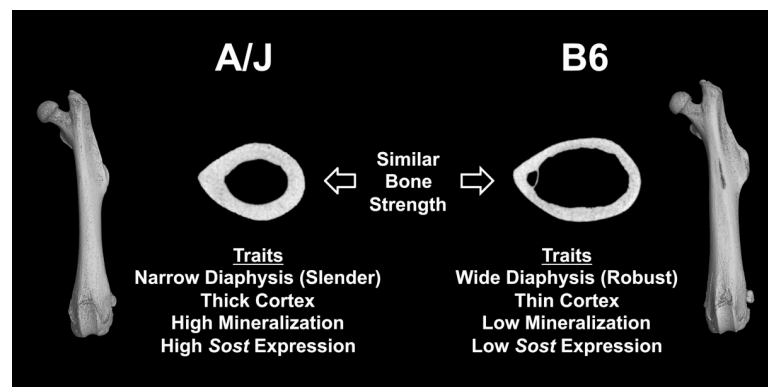 A/J
B6
Similar
Bone
Strength
Traits
Narrow Diaphysis (Slender)
Thick Cortex
High Mineralization
High Sost Expression
Traits
Wide Diaphysis (Robust)
Thin Cortex
Low Mineralization
Low Sost Expression